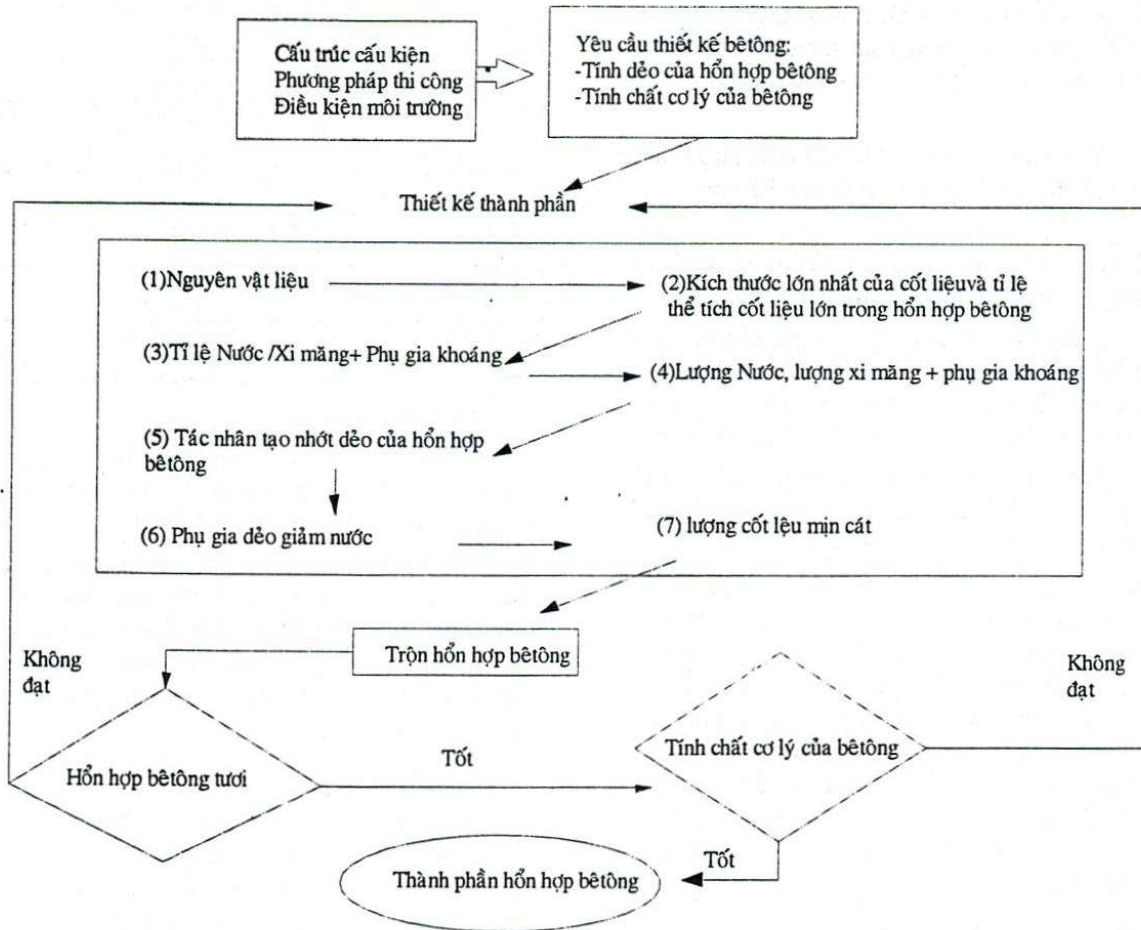 Cấu trúc cấu kiện
Phương pháp thi công
Điều kiện môi trường
Yêu cầu thiết kế bêtông:
-Tính dẻo của hổn hợp bêtông
-Tính chất cơ lý của bêtông
Thiết kế thành phần
(1)Nguyên vật liệu
(2)Kích thước lớn nhất của cốt liệuvà tỉ lệ
thể tích cốt liệu lớn trong hổn hợp bêtông
(3)Tỉ lệ Nước /Xi măng+ Phụ gia khoáng
(4)Lượng Nước, lượng xi măng + phụ gia khoáng
(5) Tác nhân tạo nhớt dẻo của hổn hợp
bêtông
(6) Phụ gia dẻo giảm nước
(7) lượng cốt lệu mịn cát
Trộn hổn hợp bêtông
Không
đạt
Không
đạt
Hổn hợp bêtông tươi
Tốt
Tính chất cơ lý của bêtông
Tốt
Thành phần hổn hợp bêtông